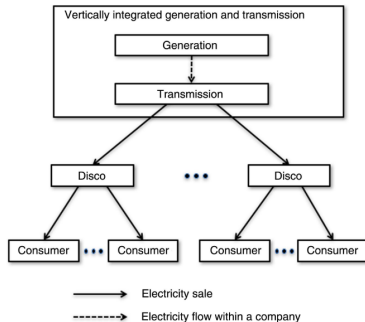 Vertically integrated generation and transmission
Generation
Transmission
Disco
Disco
Consumer
Consumer
Consumer
Consumer
Electricity sale
Electricity flow within a company